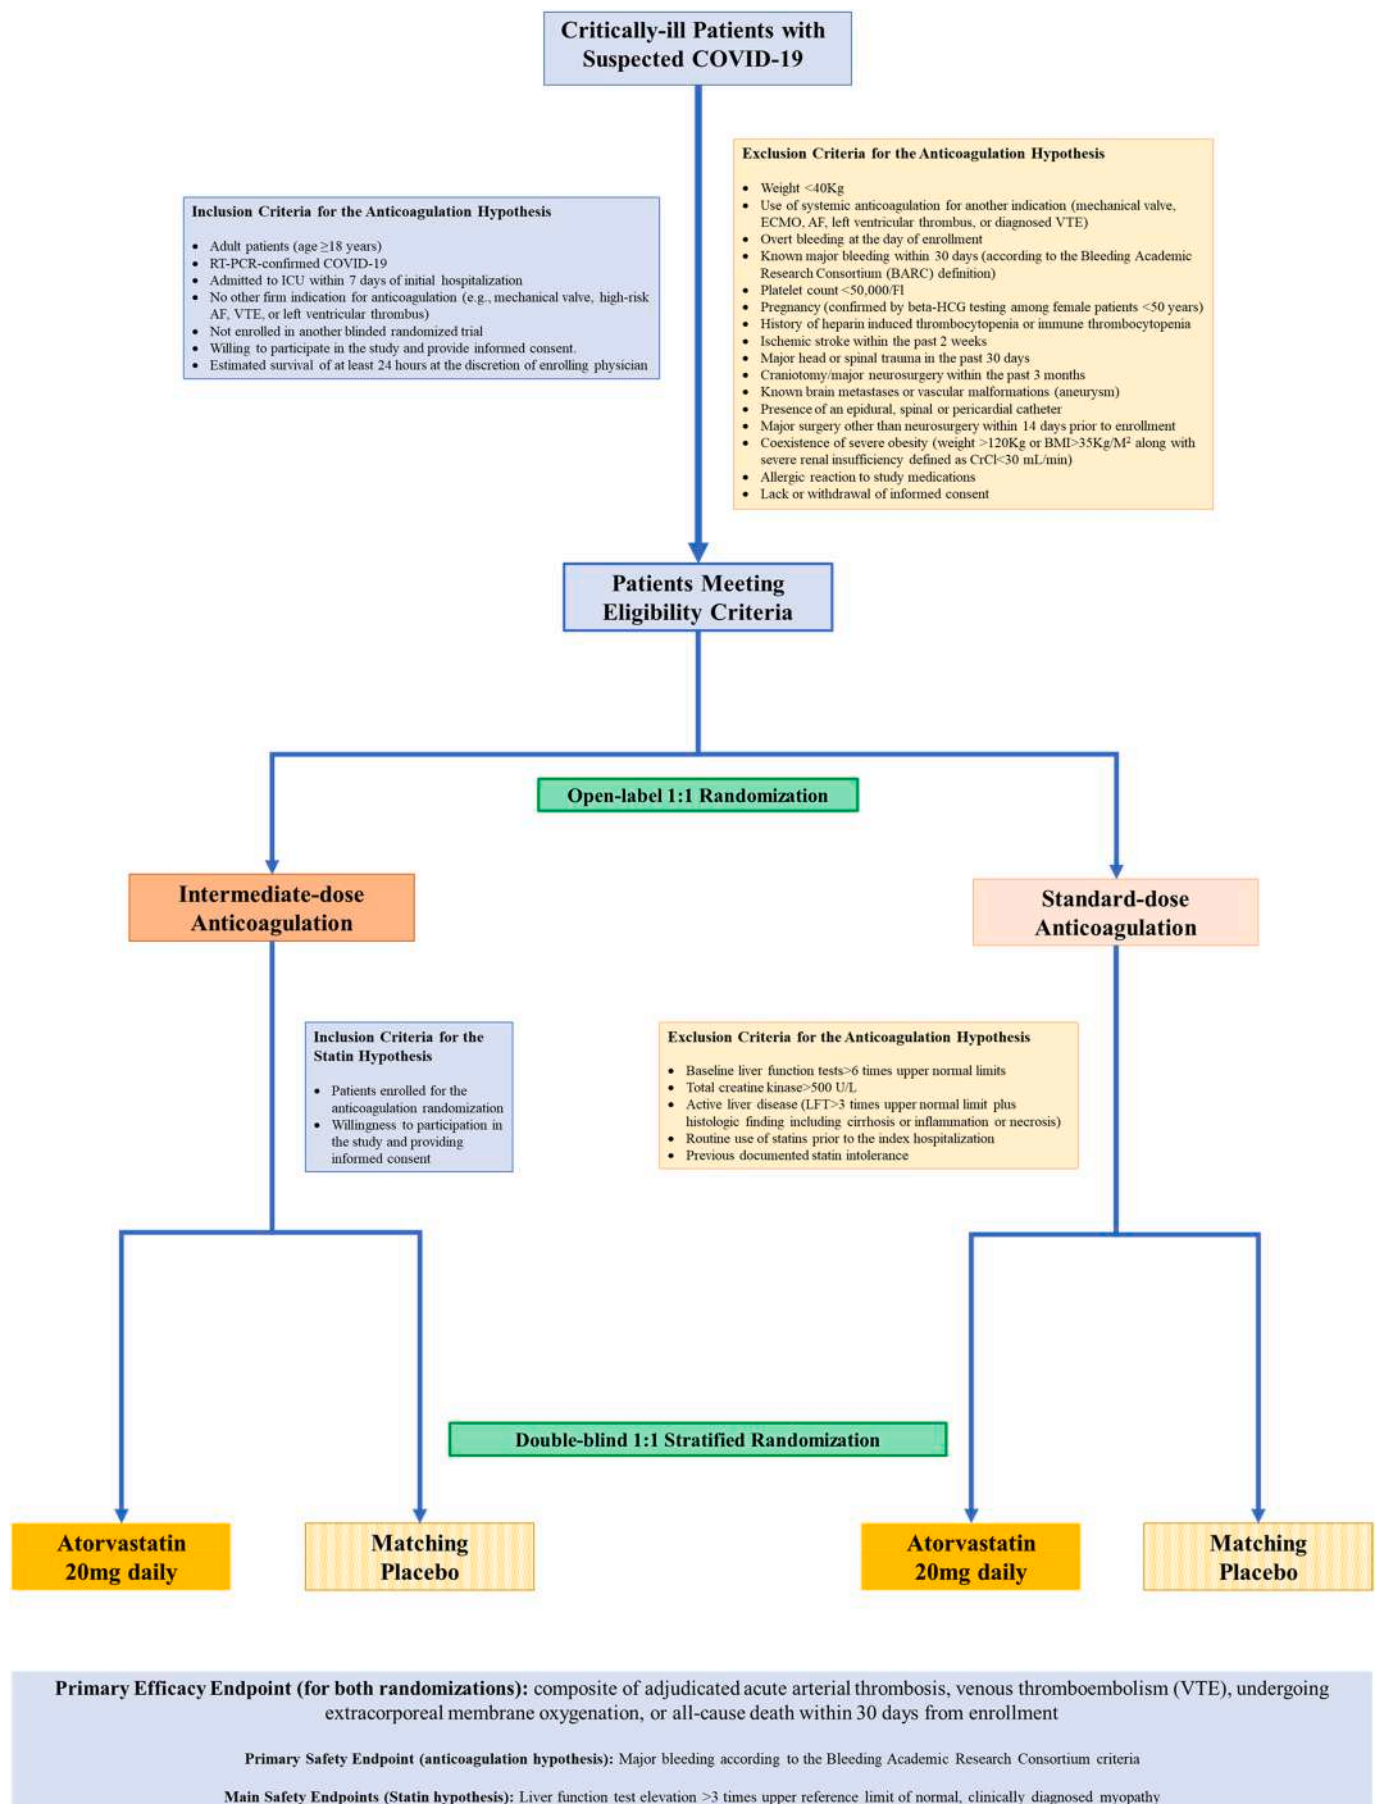 Critically-ill Patients with
Suspected COVID-19
Inclusion Criteria for the Anticoagulation Hypothesis
• Adult patients (age ≥18 years)
• RT-PCR-confirmed COVID-19
• Admitted to ICU within 7 days of initial hospitalization
• No other firm indication for anticoagulation (e.g., mechanical valve, high-risk
AF, VTE, or left ventricular thrombus)
• Not enrolled in another blinded randomized trial
• Willing to participate in the study and provide informed consent.
• Estimated survival of at least 24 hours at the discretion of enrolling physician
Exclusion Criteria for the Anticoagulation Hypothesis
• Weight <40Kg
• Use of systemic anticoagulation for another indication (mechanical valve,
ECMO, AF, left ventricular thrombus, or diagnosed VTE)
• Overt bleeding at the day of enrollment
• Known major bleeding within 30 days (according to the Bleeding Academic
Research Consortium (BARC) definition)
• Platelet count <50,000/Fl
• Pregnancy (confirmed by beta-HCG testing among female patients <50 years)
• History of heparin induced thrombocytopenia or immune thrombocytopenia
• Ischemic stroke within the past 2 weeks
• Major head or spinal trauma in the past 30 days
• Craniotomy/major neurosurgery within the past 3 months
• Known brain metastases or vascular malformations (aneurysm)
• Presence of an epidural, spinal or pericardial catheter
• Major surgery other than neurosurgery within 14 days prior to enrollment
• Coexistence of severe obesity (weight >120Kg or BMI>35Kg/M² along with
severe renal insufficiency defined as CrCl<30 mL/min)
• Allergic reaction to study medications
• Lack or withdrawal of informed consent
Patients Meeting
Eligibility Criteria
Open-label 1:1 Randomization
Intermediate-dose
Anticoagulation
Standard-dose
Anticoagulation
Inclusion Criteria for the
Statin Hypothesis
• Patients enrolled for the
anticoagulation randomization
• Willingness to participation in
the study and providing
informed consent
Exclusion Criteria for the Anticoagulation Hypothesis
• Baseline liver function tests>6 times upper normal limits
• Total creatine kinase>500 U/L
• Active liver disease (LFT>3 times upper normal limit plus
histologic finding including cirrhosis or inflammation or necrosis)
• Routine use of statins prior to the index hospitalization
• Previous documented statin intolerance
Double-blind 1:1 Stratified Randomization
Atorvastatin
20mg daily
Matching
Placebo
Atorvastatin
20mg daily
Matching
Placebo
Primary Efficacy Endpoint (for both randomizations): composite of adjudicated acute arterial thrombosis, venous thromboembolism (VTE), undergoing
extracorporeal membrane oxygenation, or all-cause death within 30 days from enrollment
Primary Safety Endpoint (anticoagulation hypothesis): Major bleeding according to the Bleeding Academic Research Consortium criteria
Main Safety Endpoints (Statin hypothesis): Liver function test elevation >3 times upper reference limit of normal, clinically diagnosed myopathy